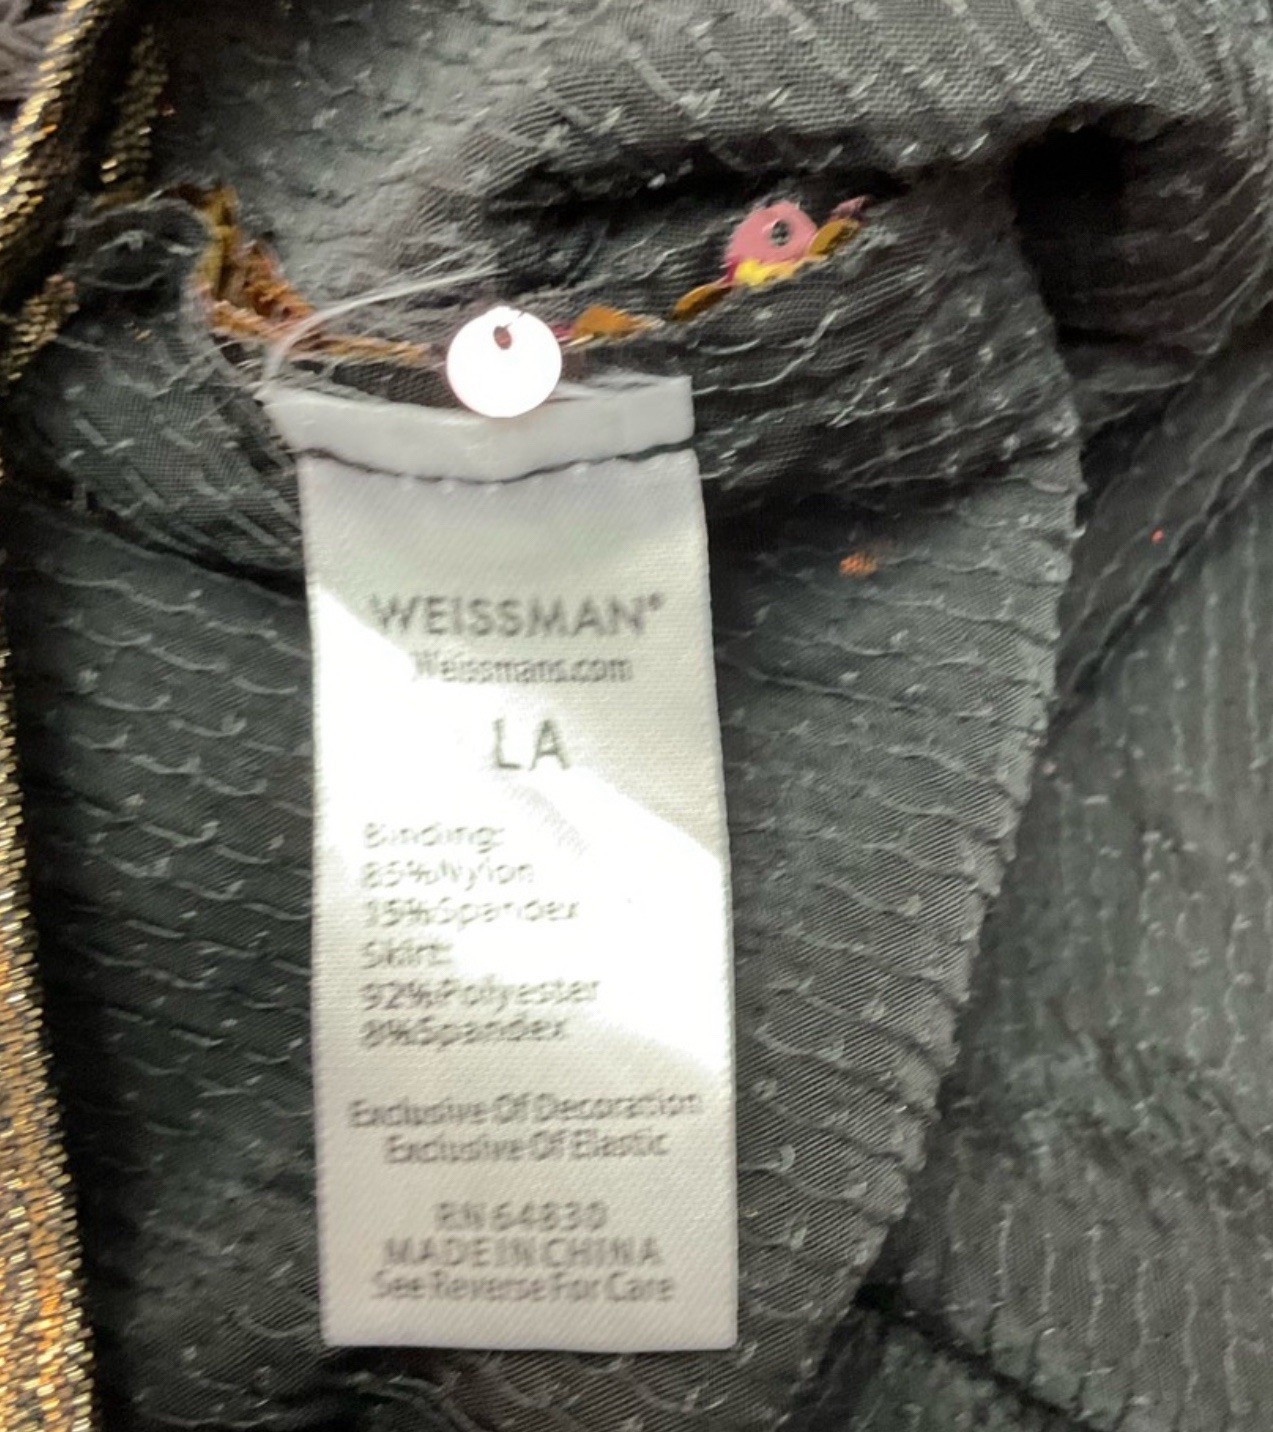 WEISSMAN®
Weissmans.com
LA
Binding:
85%Nylon
15%Spandex
Skirt:
92%Polyester
8%Spandex
Exclusive Of Decoration
Exclusive Of Elastic
RN 64830
MADE IN CHINA
See Reverse For Care